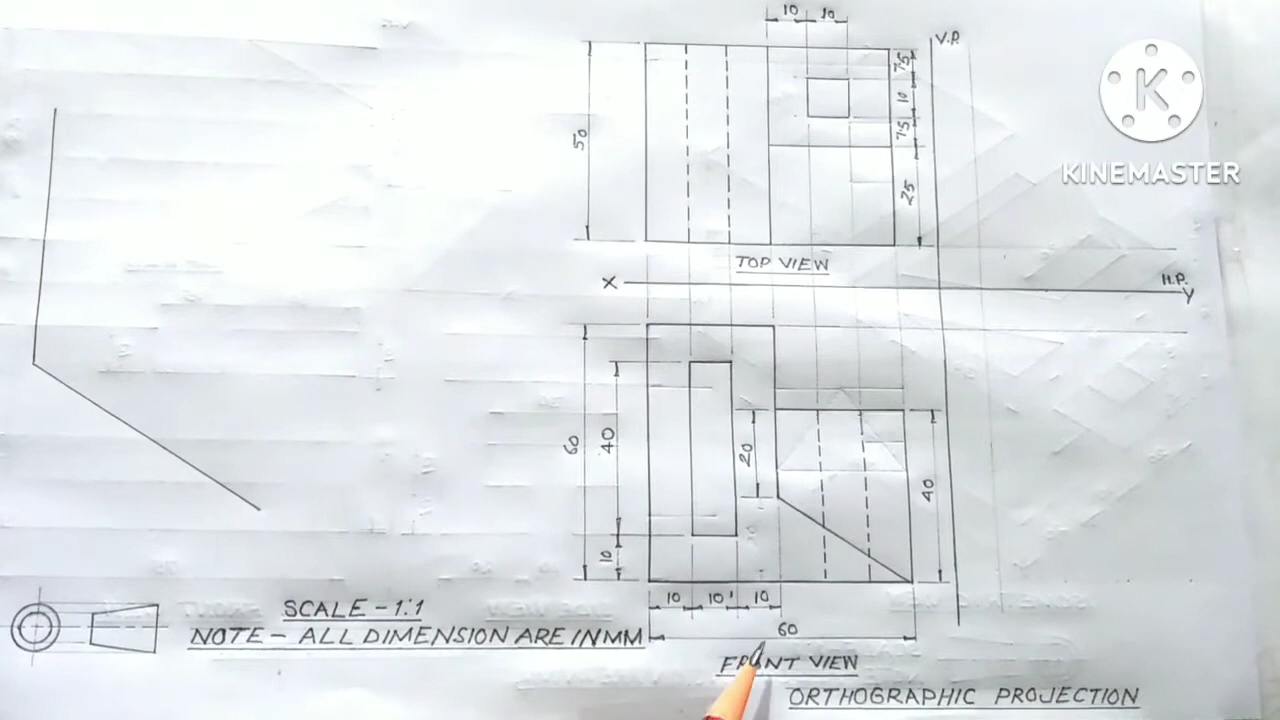 10 10
V.P.
7.5
10
7.5
50
25
KINEMASTER
TOP VIEW
X
H.P.
Y
60
40
20
40
10
10 10 10
60
SCALE - 1:1
NOTE - ALL DIMENSION ARE IN MM
FRONT VIEW
ORTHOGRAPHIC PROJECTION